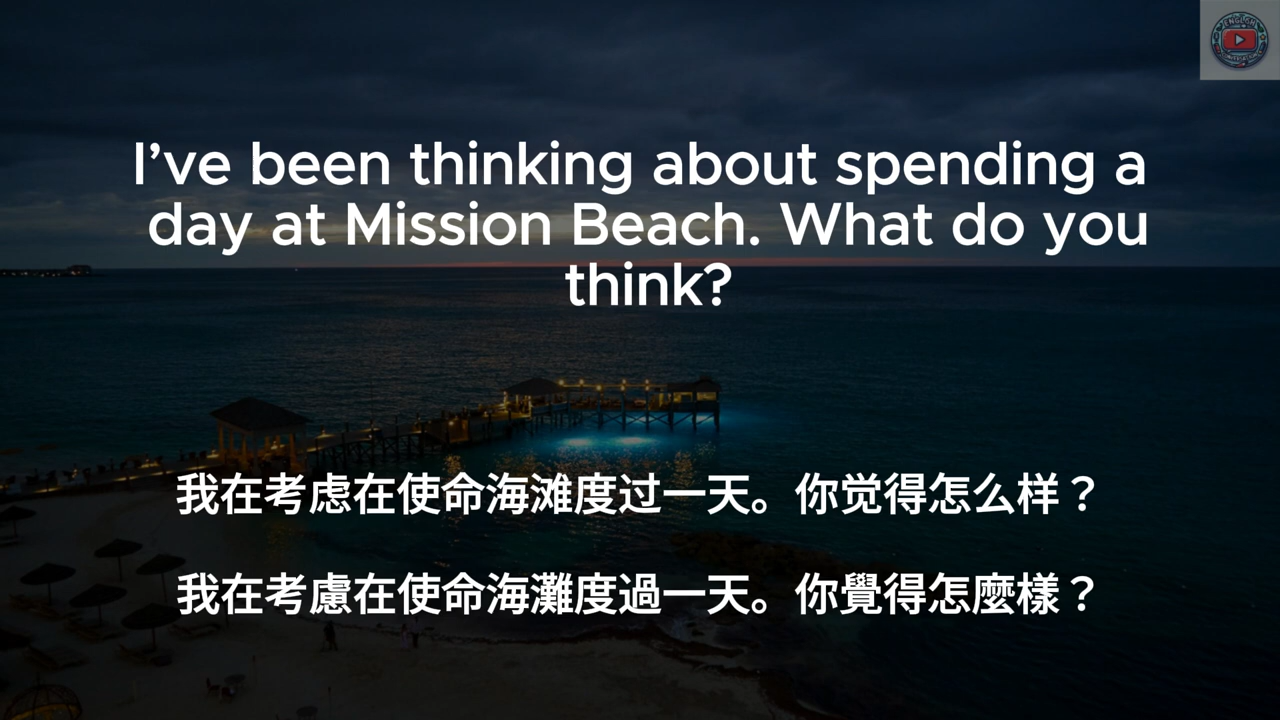 I’ve been thinking about spending a
day at Mission Beach. What do you
think?
我在考虑在使命海滩度过一天。你觉得怎么样？
我在考慮在使命海灘度過一天。你覺得怎麼樣？